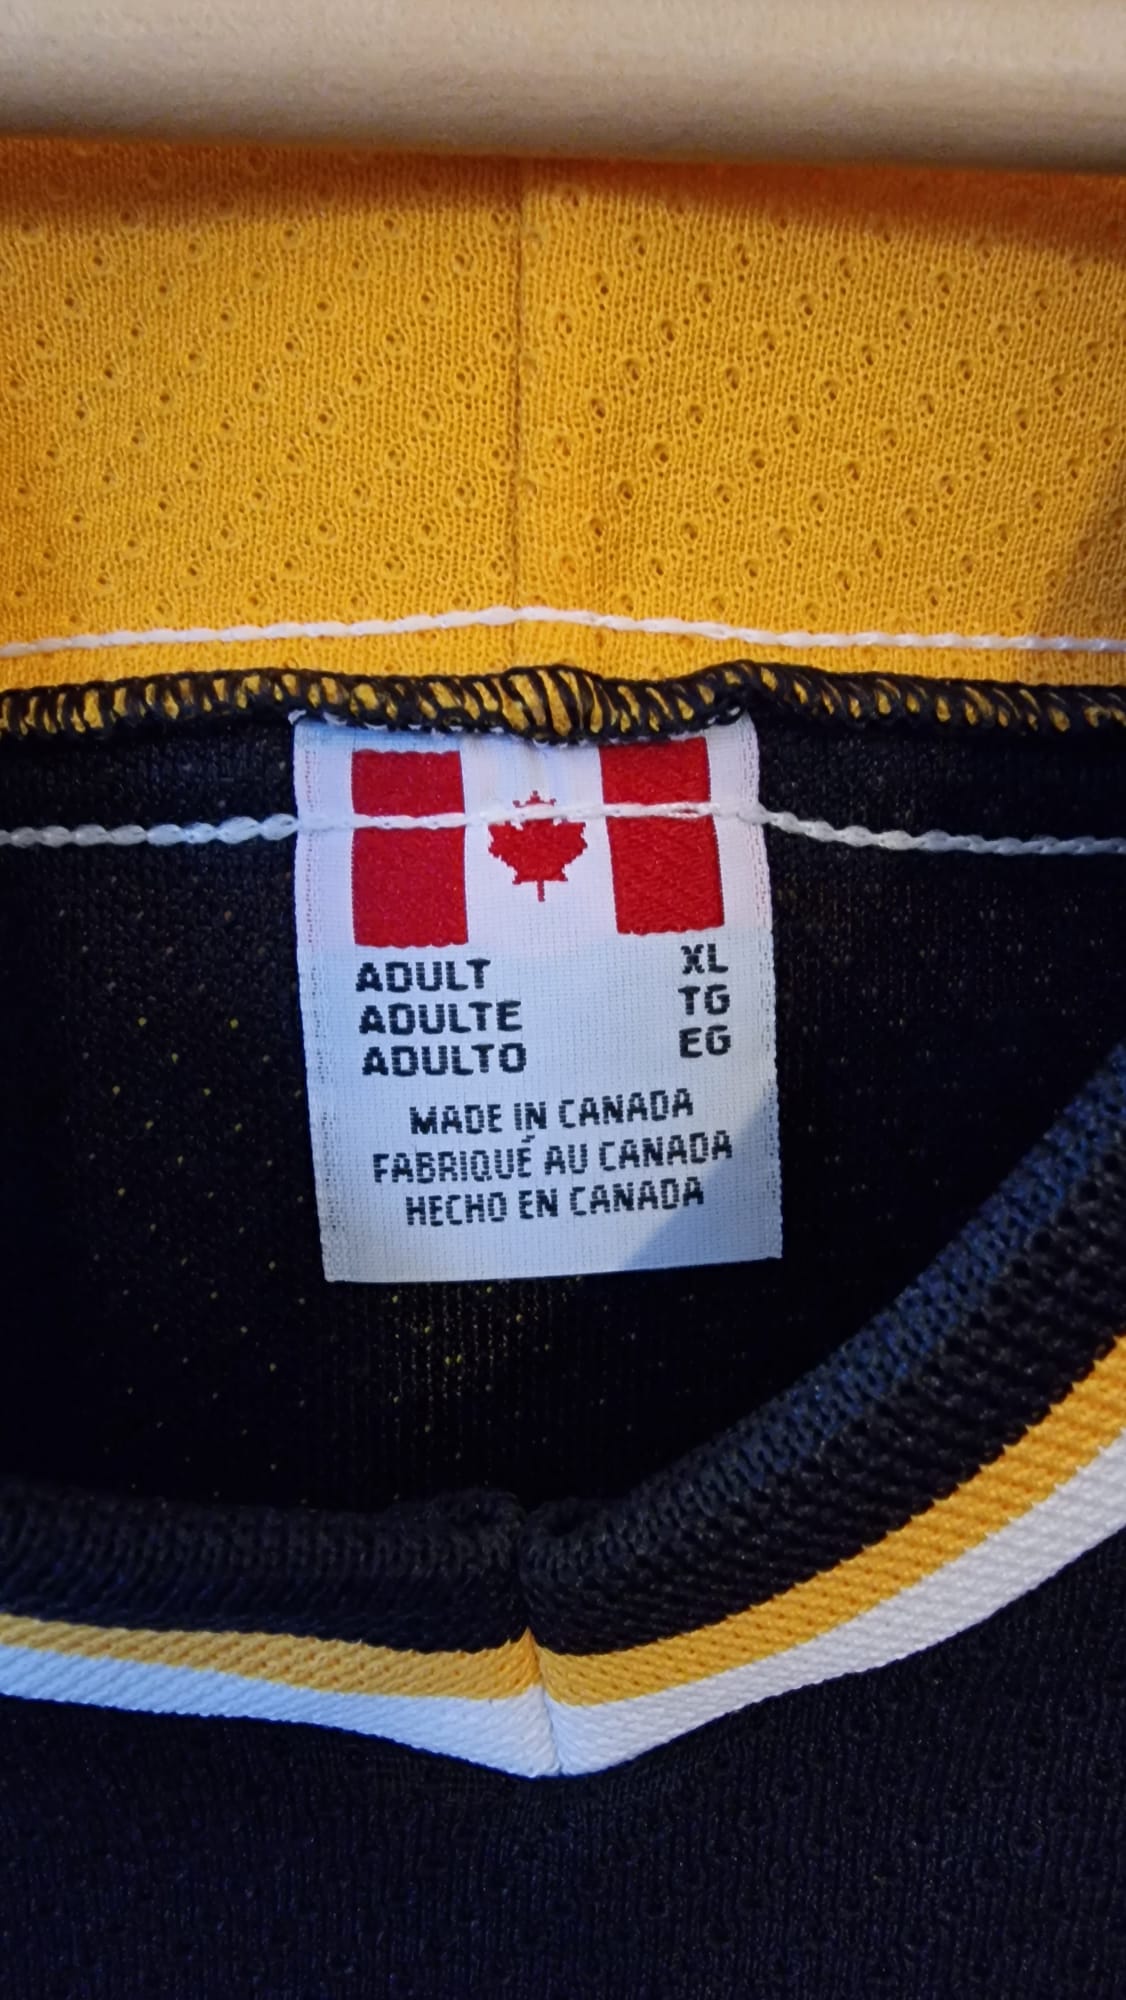 ADULT XL
ADULTE TG
ADULTO EG
MADE IN CANADA
FABRIQUÉ AU CANADA
HECHO EN CANADA